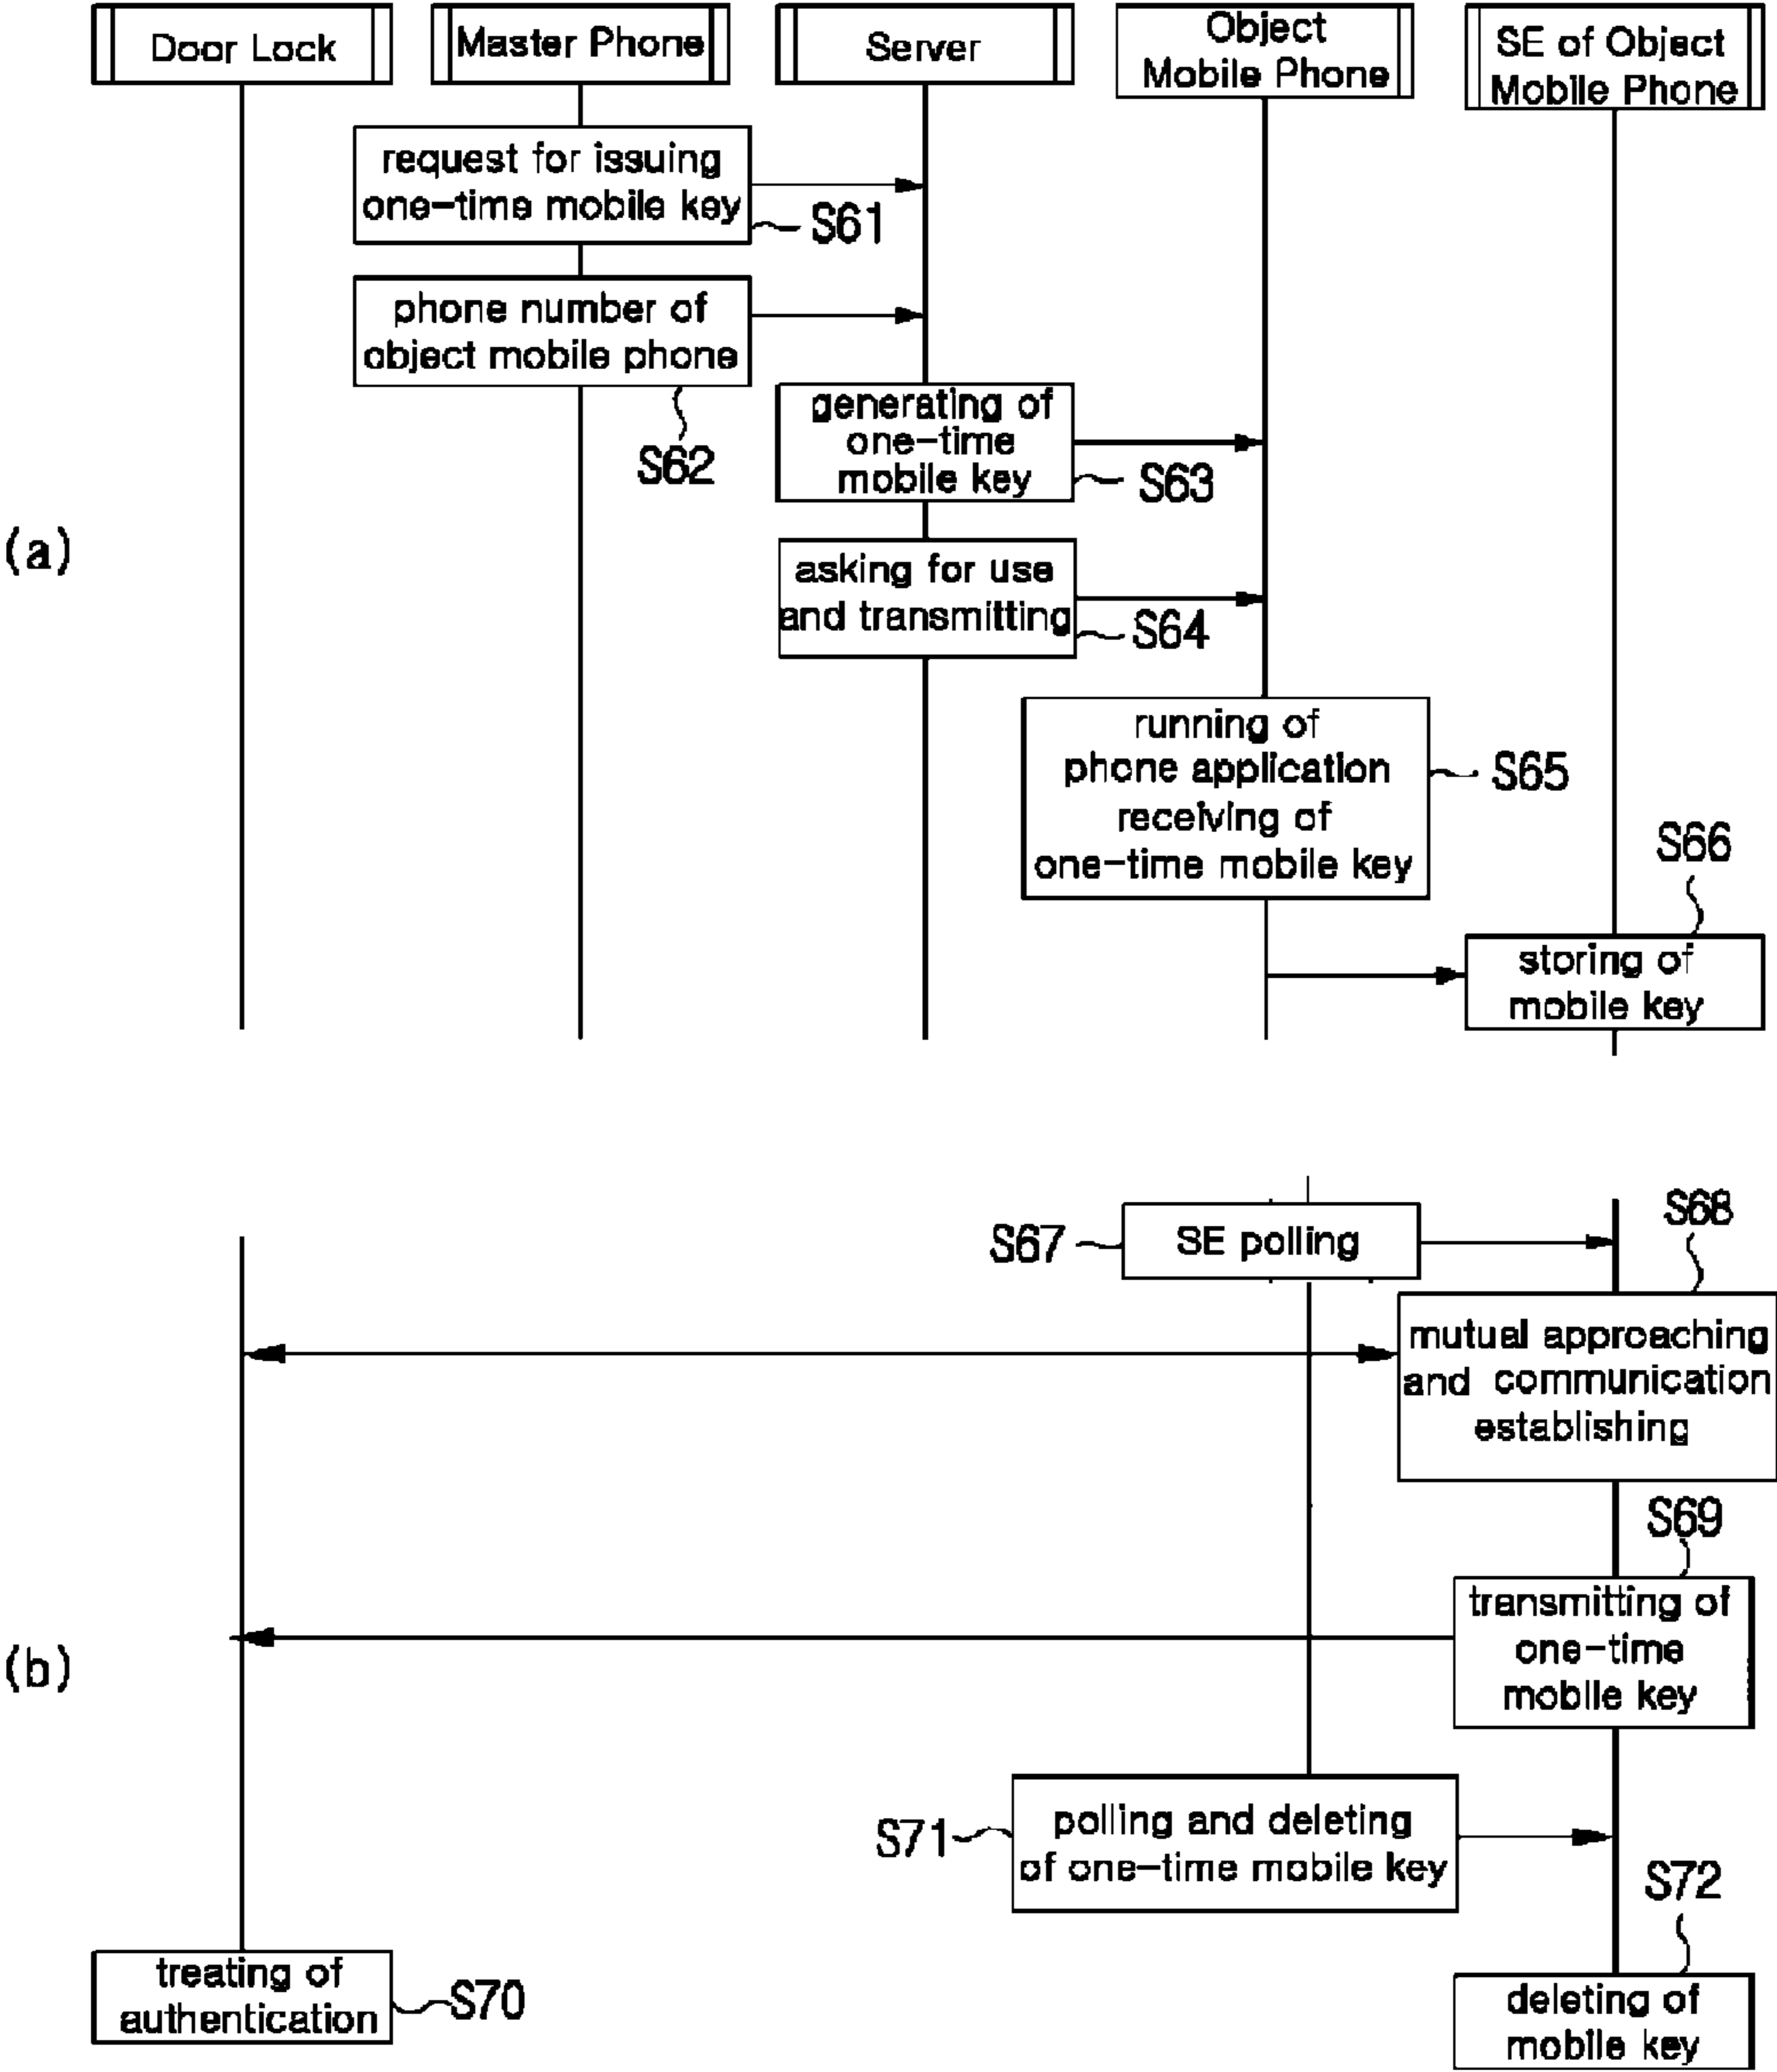 Door Lock
Master Phone
Server
Object
Mobile Phone
SE of Object
Mobile Phone
request for issuing
one-time mobile key
S61
phone number of
object mobile phone
S62
generating of
one-time
mobile key
S63
(a)
asking for use
and transmitting
S64
running of
phone application
receiving of
one-time mobile key
S65
S66
storing of
mobile key
S67
SE polling
S68
mutual approaching
and communication
establishing
S69
transmitting of
one-time
mobile key
(b)
S71
polling and deleting
of one-time mobile key
S72
treating of
authentication
S70
deleting of
mobile key